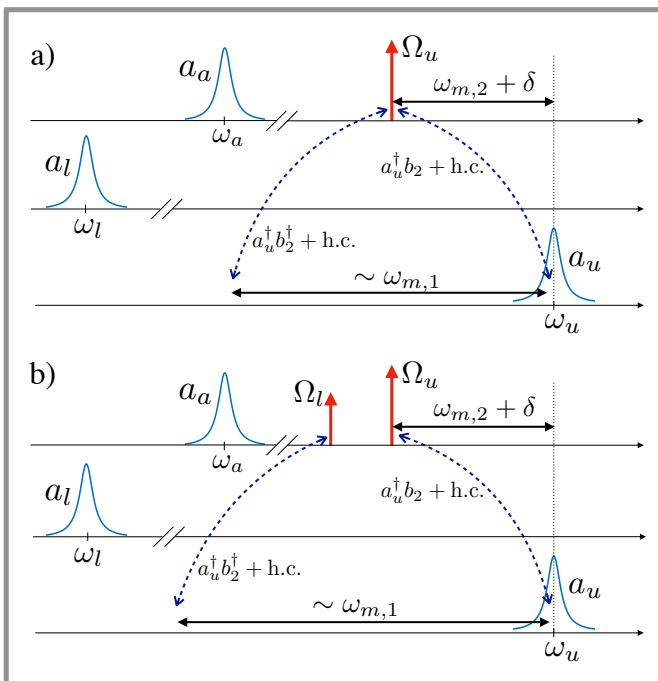 a)
a_a
Ω_u
ω_{m,2} + δ
ω_a
a_l
a_u^† b_2 + h.c.
ω_l
a_u^† b_2^† + h.c.
a_u
∼ ω_{m,1}
ω_u
b)
a_a
Ω_l
Ω_u
ω_{m,2} + δ
ω_a
a_l
a_u^† b_2 + h.c.
ω_l
a_u^† b_2^† + h.c.
a_u
∼ ω_{m,1}
ω_u